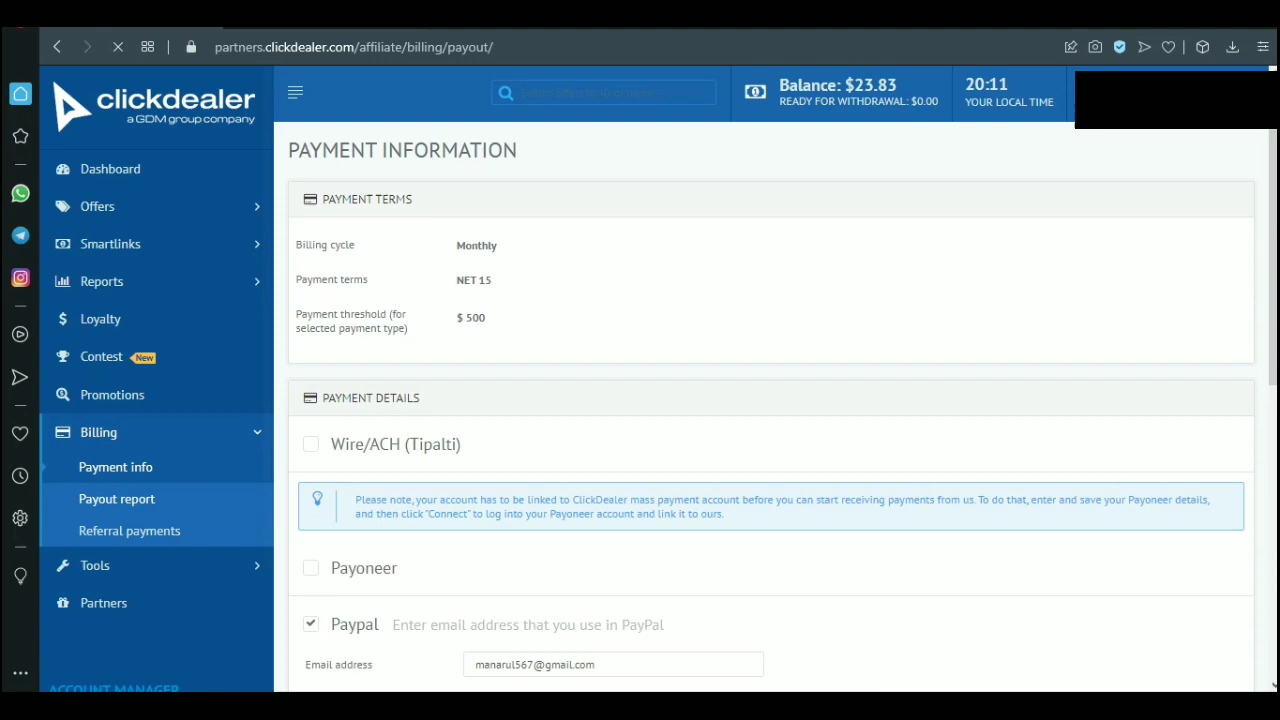 partners.clickdealer.com/affiliate/billing/payout/
clickdealer
a GDM group company
Balance: $23.83
READY FOR WITHDRAWAL: $0.00
20:11
YOUR LOCAL TIME
Dashboard
Offers
Smartlinks
Reports
Loyalty
Contest New
Promotions
Billing
Payment info
Payout report
Referral payments
Tools
Partners
ACCOUNT MANAGER
PAYMENT INFORMATION
PAYMENT TERMS
Billing cycle Monthly
Payment terms NET 15
Payment threshold (for
selected payment type) $ 500
PAYMENT DETAILS
Wire/ACH (Tipalti)
Please note, your account has to be linked to ClickDealer mass payment account before you can start receiving payments from us. To do that, enter and save your Payoneer details,
and then click "Connect" to log into your Payoneer account and link it to ours.
Payoneer
Paypal Enter email address that you use in PayPal
Email address manarul567@gmail.com